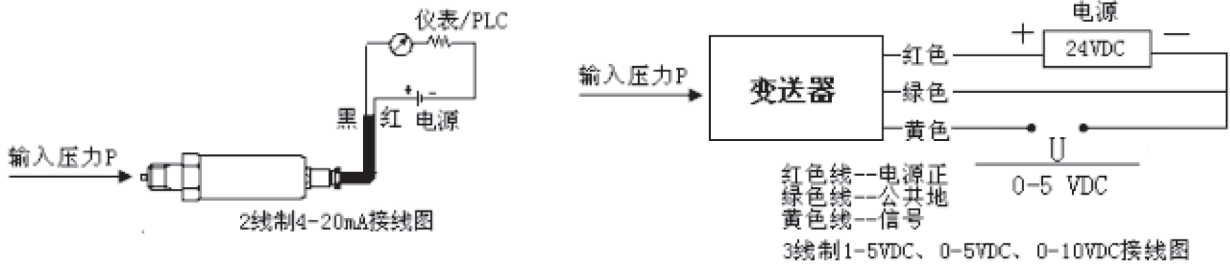 仪表/PLC
黑 红 电源
+ -
输入压力P
2线制4-20mA接线图
电源
+ 24VDC —
输入压力P
变送器
红色
绿色
黄色
U
0-5 VDC
红色线--电源正
绿色线--公共地
黄色线--信号
3线制1-5VDC、0-5VDC、0-10VDC接线图